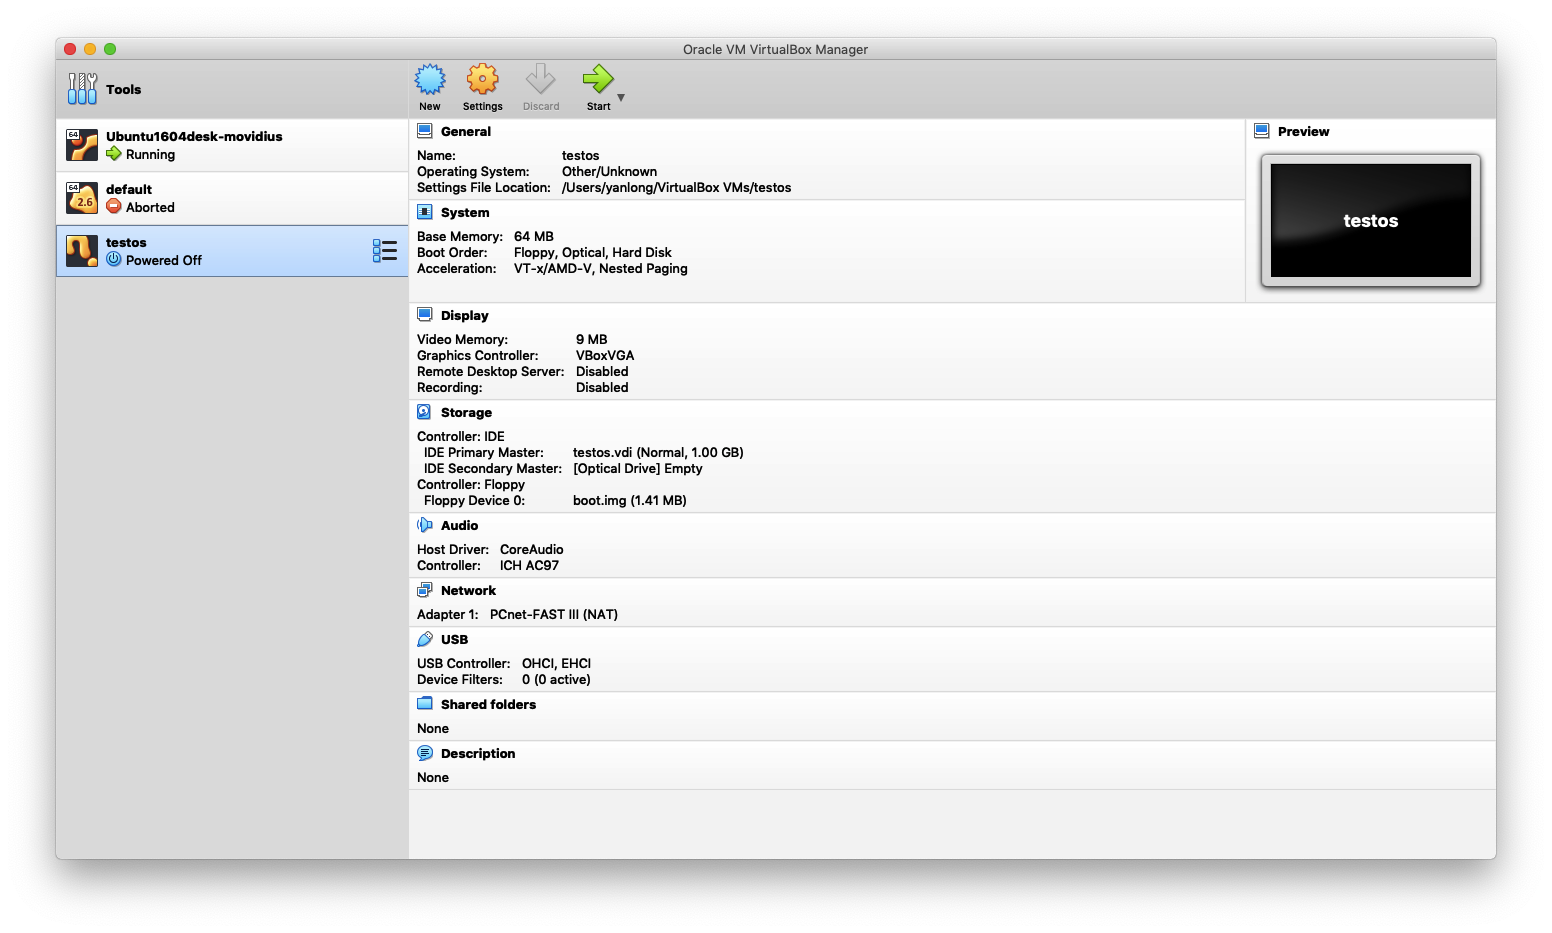 Oracle VM VirtualBox Manager
Tools
New
Settings
Discard
Start
64
Ubuntu1604desk-movidius
Running
64
2.6
default
Aborted
testos
Powered Off
General
Name: testos
Operating System: Other/Unknown
Settings File Location: /Users/yanlong/VirtualBox VMs/testos
Preview
testos
System
Base Memory: 64 MB
Boot Order: Floppy, Optical, Hard Disk
Acceleration: VT-x/AMD-V, Nested Paging
Display
Video Memory: 9 MB
Graphics Controller: VBoxVGA
Remote Desktop Server: Disabled
Recording: Disabled
Storage
Controller: IDE
IDE Primary Master: testos.vdi (Normal, 1.00 GB)
IDE Secondary Master: [Optical Drive] Empty
Controller: Floppy
Floppy Device 0: boot.img (1.41 MB)
Audio
Host Driver: CoreAudio
Controller: ICH AC97
Network
Adapter 1: PCnet-FAST III (NAT)
USB
USB Controller: OHCI, EHCI
Device Filters: 0 (0 active)
Shared folders
None
Description
None